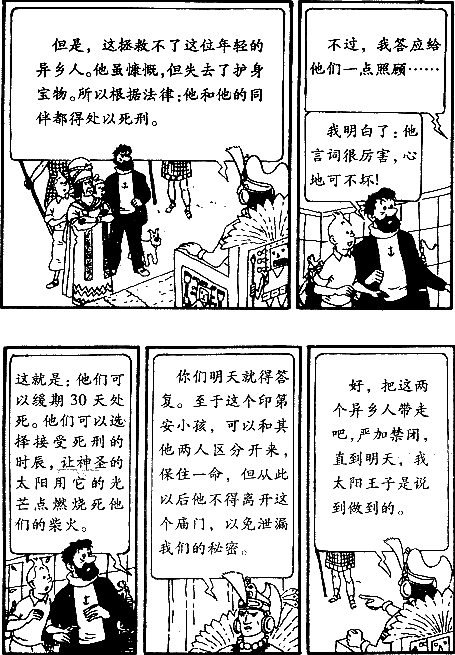 但是，这拯救不了这位年轻的
异乡人。他虽慷慨，但失去了护身
宝物。所以根据法律：他和他的同
伴都得处以死刑。
不过，我答应给
他们一点照顾……
我明白了：他
言词很厉害，心
地可不坏！
这就是：他们可
以缓期30天处
死。他们可以选
择接受死刑的
时辰，让神圣的
太阳用它的光
芒点燃烧死他
们的柴火。
你们明天就得答
复。至于这个印第
安小孩，可以和其
他两人区分开来，
保住一命，但从此
以后他不得离开这
个庙门，以免泄漏
我们的秘密。
好，把这两
个异乡人带走
吧，严加禁闭，
直到明天，我
太阳王子是说
到做到的。